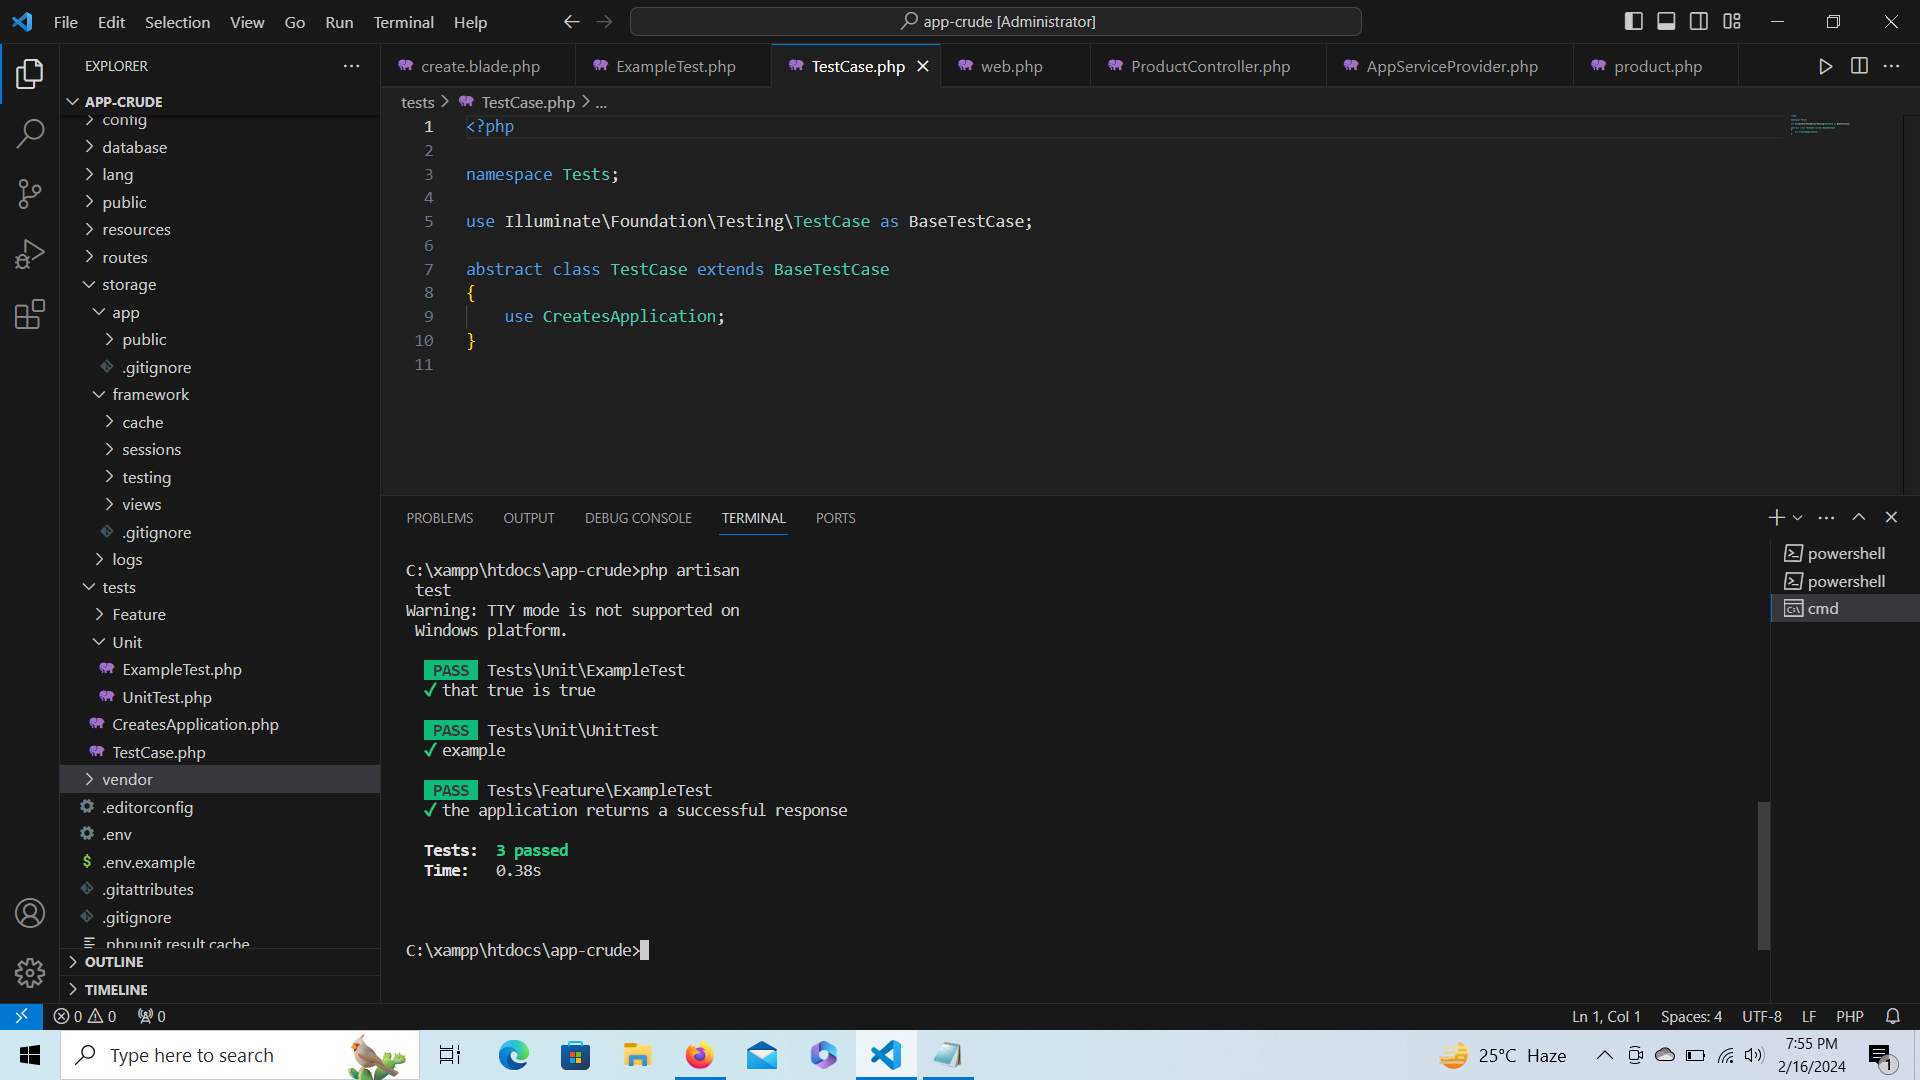 File Edit Selection View Go Run Terminal Help
app-crude [Administrator]
EXPLORER
create.blade.php
ExampleTest.php
TestCase.php
web.php
ProductController.php
AppServiceProvider.php
product.php
APP-CRUDE
config
database
lang
public
resources
routes
storage
app
public
.gitignore
framework
cache
sessions
testing
views
.gitignore
logs
tests
Feature
Unit
ExampleTest.php
UnitTest.php
CreatesApplication.php
TestCase.php
vendor
.editorconfig
.env
.env.example
.gitattributes
.gitignore
.phpunit.result.cache
OUTLINE
TIMELINE
tests > TestCase.php > ...
1 <?php
2
3 namespace Tests;
4
5 use Illuminate\Foundation\Testing\TestCase as BaseTestCase;
6
7 abstract class TestCase extends BaseTestCase
8 {
9 use CreatesApplication;
10 }
11
PROBLEMS OUTPUT DEBUG CONSOLE TERMINAL PORTS
C:\xampp\htdocs\app-crude>php artisan
test
Warning: TTY mode is not supported on
Windows platform.
PASS Tests\Unit\ExampleTest
✓ that true is true
PASS Tests\Unit\UnitTest
✓ example
PASS Tests\Feature\ExampleTest
✓ the application returns a successful response
Tests: 3 passed
Time: 0.38s
C:\xampp\htdocs\app-crude>
powershell
powershell
cmd
0 0 0
Ln 1, Col 1 Spaces: 4 UTF-8 LF PHP
Type here to search
25°C Haze
7:55 PM
2/16/2024
1